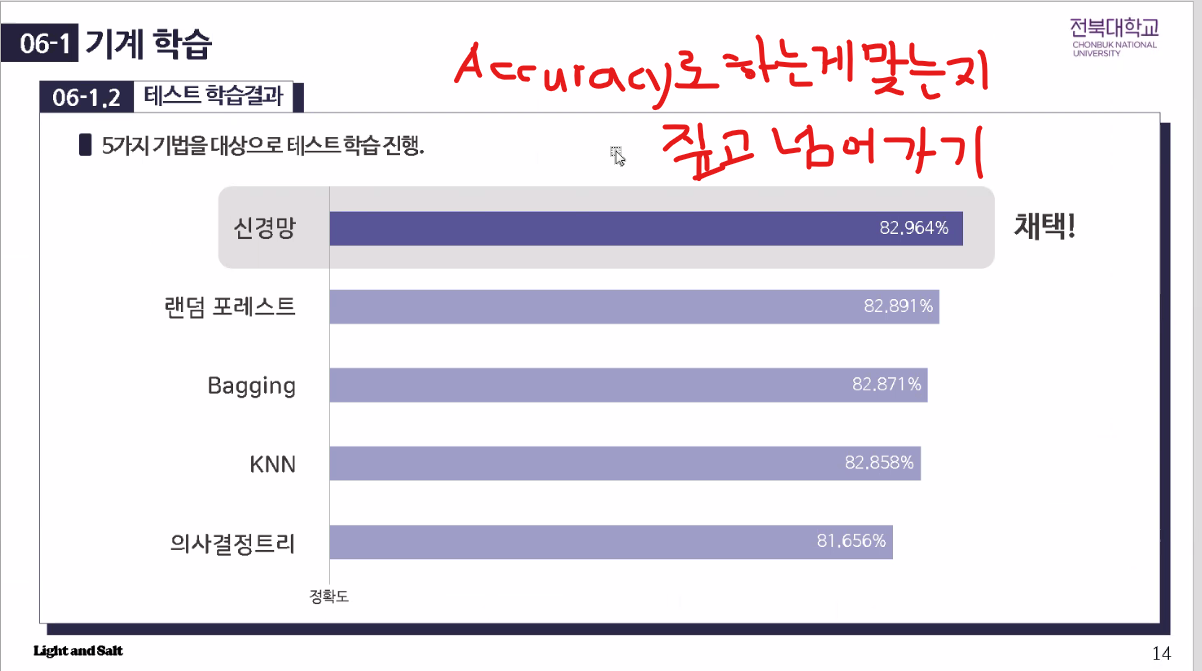 06-1 기계 학습
전북대학교
CHONBUK NATIONAL
UNIVERSITY
Accuracy로 하는게 맞는지
짚고 넘어가기
06-1.2 테스트 학습결과
5가지 기법을 대상으로 테스트 학습 진행.
신경망 82.964% 채택!
랜덤 포레스트 82.891%
Bagging 82.871%
KNN 82.858%
의사결정트리 81.656%
정확도
Light and Salt
14